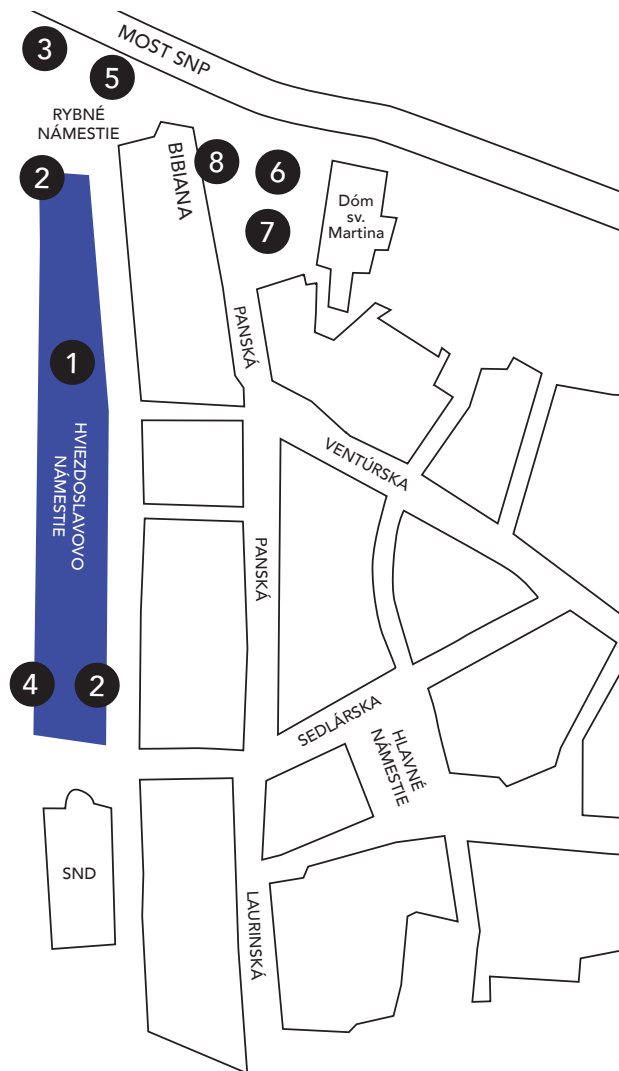 MOST SNP
3
5
RYBNÉ
NÁMESTIE
2
BIBIANA
8
6
7
Dóm
sv.
Martina
PANSKÁ
1
HVIEZDOSLAVOVO
NÁMESTIE
VENTÚRSKA
PANSKÁ
4
2
SEDLÁRSKA
HLAVNÉ
NÁMESTIE
SND
LAURINSKÁ